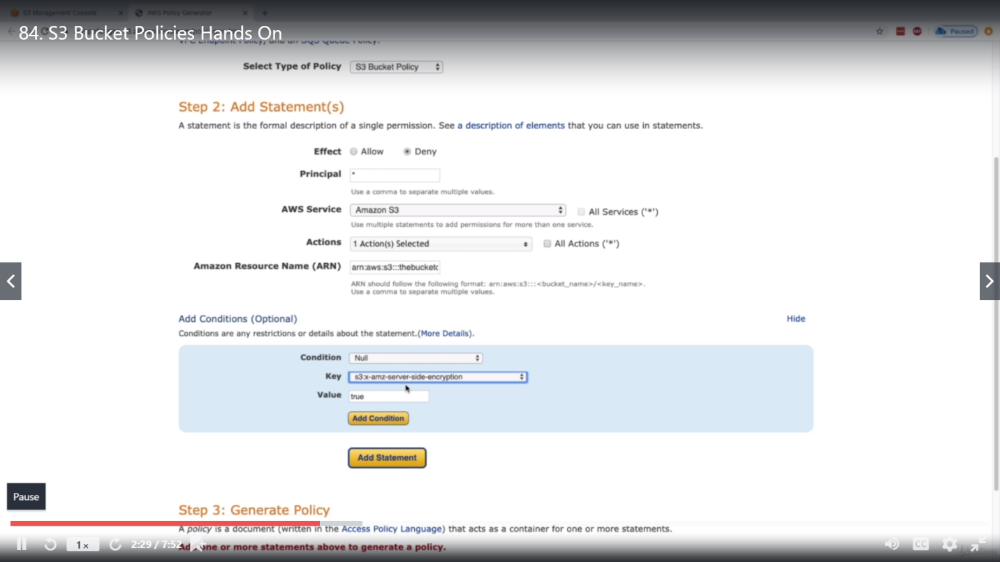 S3 Management Console
AWS Policy Generator
84. S3 Bucket Policies Hands On
Paused
VPC Endpoint Policy, and an SQS Queue Policy.
Select Type of Policy S3 Bucket Policy
Step 2: Add Statement(s)
A statement is the formal description of a single permission. See a description of elements that you can use in statements.
Effect Allow Deny
Principal *
Use a comma to separate multiple values.
AWS Service Amazon S3 All Services ('*')
Use multiple statements to add permissions for more than one service.
Actions 1 Action(s) Selected All Actions ('*')
Amazon Resource Name (ARN) arn:aws:s3:::thebucketo
ARN should follow the following format: arn:aws:s3:::<bucket_name>/<key_name>.
Use a comma to separate multiple values.
Add Conditions (Optional) Hide
Conditions are any restrictions or details about the statement.(More Details).
Condition Null
Key s3:x-amz-server-side-encryption
Value true
Add Condition
Add Statement
Pause
Step 3: Generate Policy
A policy is a document (written in the Access Policy Language) that acts as a container for one or more statements.
1x 2:29 / 7:52 CC
one or more statements above to generate a policy.